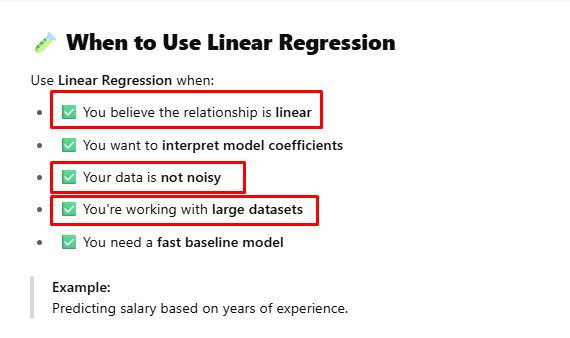 🧪 When to Use Linear Regression
Use Linear Regression when:
• ✅ You believe the relationship is linear
• ✅ You want to interpret model coefficients
• ✅ Your data is not noisy
• ✅ You're working with large datasets
• ✅ You need a fast baseline model
Example:
Predicting salary based on years of experience.